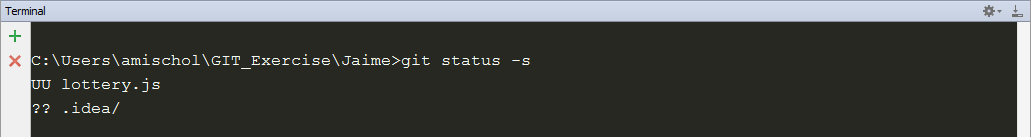 Terminal
C:\Users\amischol\GIT_Exercise\Jaime>git status -s
UU lottery.js
?? .idea/